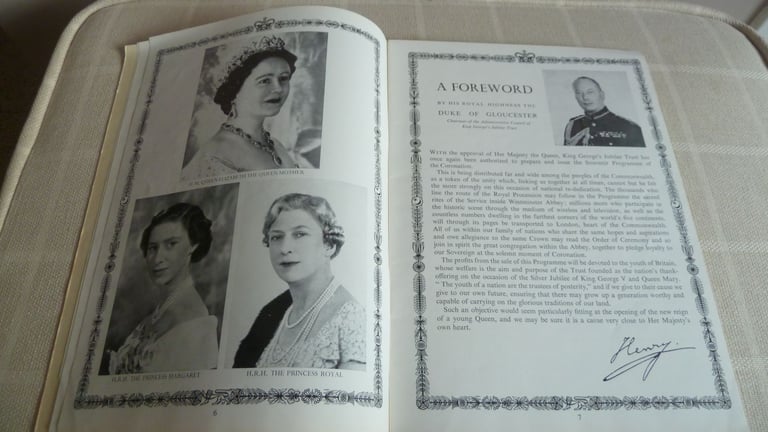 H.M. QUEEN ELIZABETH THE QUEEN MOTHER
H.R.H. THE PRINCESS MARGARET
H.R.H. THE PRINCESS ROYAL
6
A FOREWORD
BY HIS ROYAL HIGHNESS THE
DUKE OF GLOUCESTER
Chairman of the Administrative Council of
King George's Jubilee Trust
WITH the approval of Her Majesty the Queen, King George's Jubilee Trust has
once again been authorized to prepare and issue the Souvenir Programme of
the Coronation.
This is being distributed far and wide among the peoples of the Commonwealth,
as a token of the unity which, linking us together at all times, cannot but be felt
the more strongly on this occasion of national re-dedication. The thousands who
line the route of the Royal Procession may follow in the Programme the sacred
rites of the Service inside Westminster Abbey; millions more who participate in
the historic scene through the medium of wireless and television, as well as the
countless numbers dwelling in the farthest corners of the world's five continents,
will through its pages be transported to London, heart of the Commonwealth.
All of us within our family of nations who share the same hopes and aspirations
and owe allegiance to the same Crown may read the Order of Ceremony and so
join in spirit the great congregation within the Abbey, together to pledge loyalty to
our Sovereign at the solemn moment of Coronation.
The profits from the sale of this Programme will be devoted to the youth of Britain,
whose welfare is the aim and purpose of the Trust founded as the nation's thank-
offering on the occasion of the Silver Jubilee of King George V and Queen Mary.
" The youth of a nation are the trustees of posterity," and if we give to their cause we
give to our own future, ensuring that there may grow up a generation worthy and
capable of carrying on the glorious traditions of our land.
Such an objective would seem particularly fitting at the opening of the new reign
of a young Queen, and we may be sure it is a cause very close to Her Majesty's
own heart.
Henry.
7